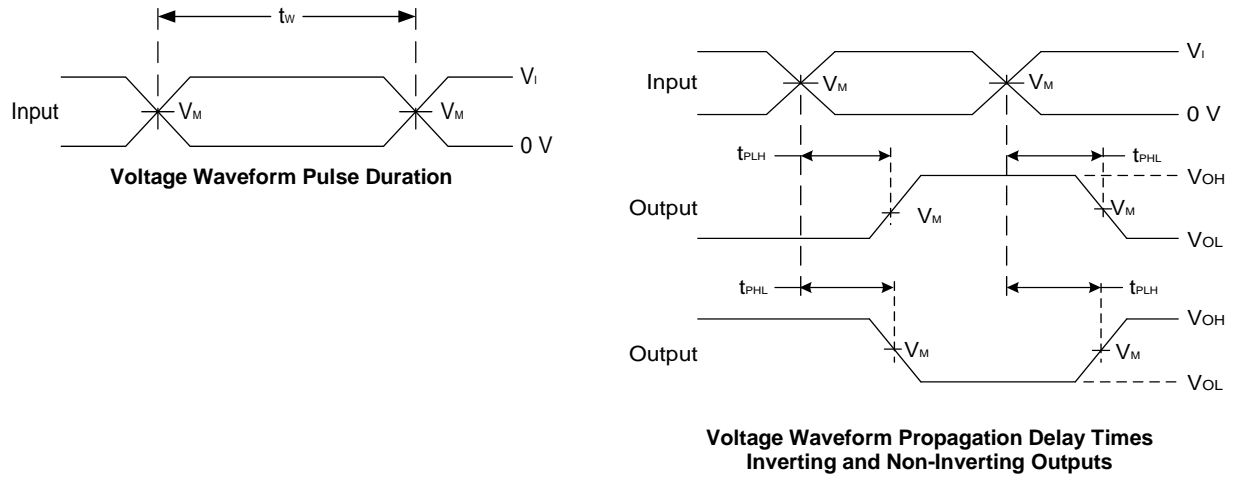 tW
Input
VM
VM
VI
0 V
Voltage Waveform Pulse Duration
Input
VM
VM
VI
0 V
tPLH
tPHL
Output
VM
VM
VOH
VOL
tPHL
tPLH
Output
VM
VM
VOH
VOL
Voltage Waveform Propagation Delay Times
Inverting and Non-Inverting Outputs